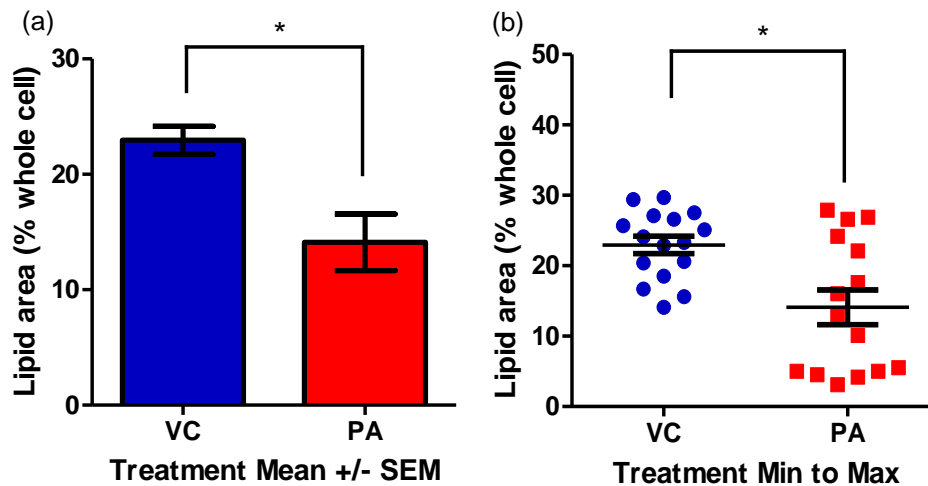 (a)
*
Lipid area (% whole cell)
30
20
10
0
VC PA
Treatment Mean +/- SEM
(b)
*
Lipid area (% whole cell)
50
40
30
20
10
0
VC PA
Treatment Min to Max